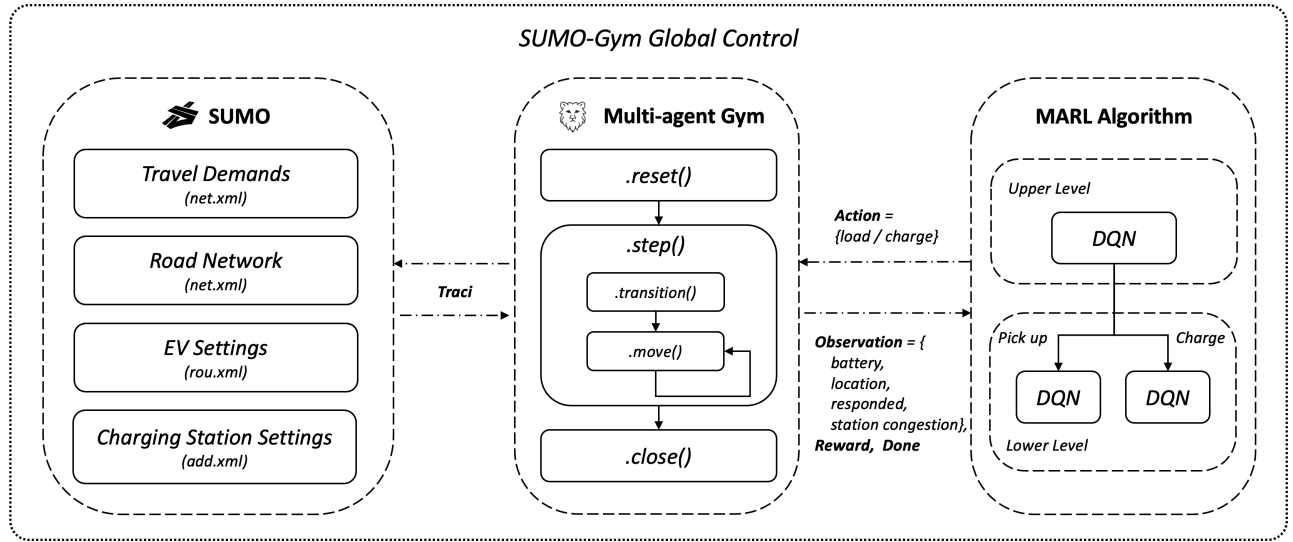 SUMO-Gym Global Control
SUMO
Travel Demands
(net.xml)
Road Network
(net.xml)
EV Settings
(rou.xml)
Charging Station Settings
(add.xml)
Traci
Multi-agent Gym
.reset()
.step()
.transition()
.move()
.close()
Action =
{load / charge}
Observation = {
battery,
location,
responded,
station congestion},
Reward, Done
MARL Algorithm
Upper Level
DQN
Pick up
Charge
DQN
DQN
Lower Level